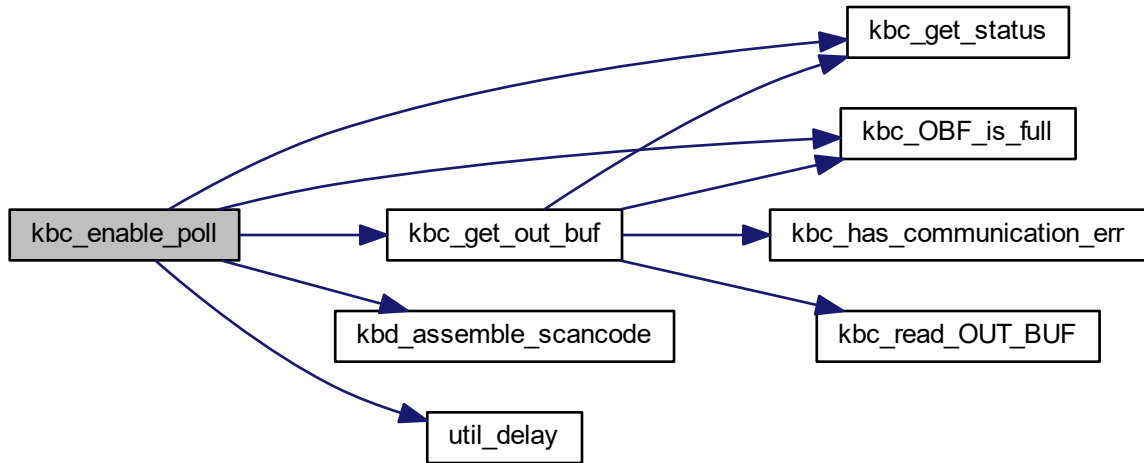 kbc_get_status
kbc_OBF_is_full
kbc_enable_poll
kbc_get_out_buf
kbc_has_communication_err
kbd_assemble_scancode
kbc_read_OUT_BUF
util_delay